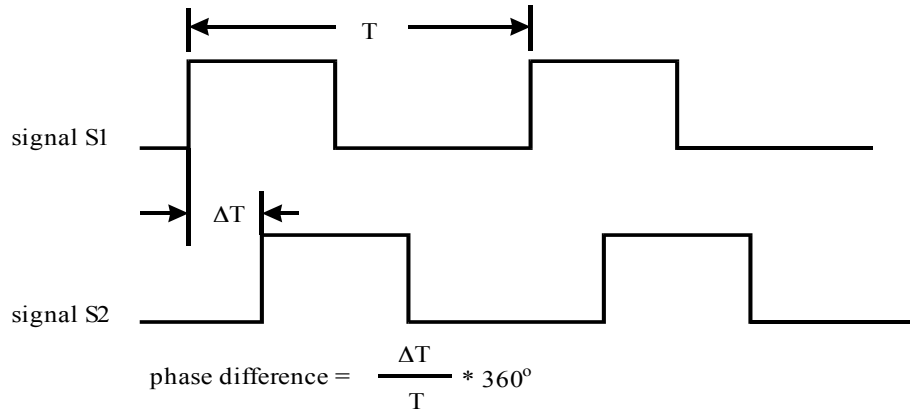 T
signal S1
ΔT
signal S2
phase difference = ΔT / T * 360°